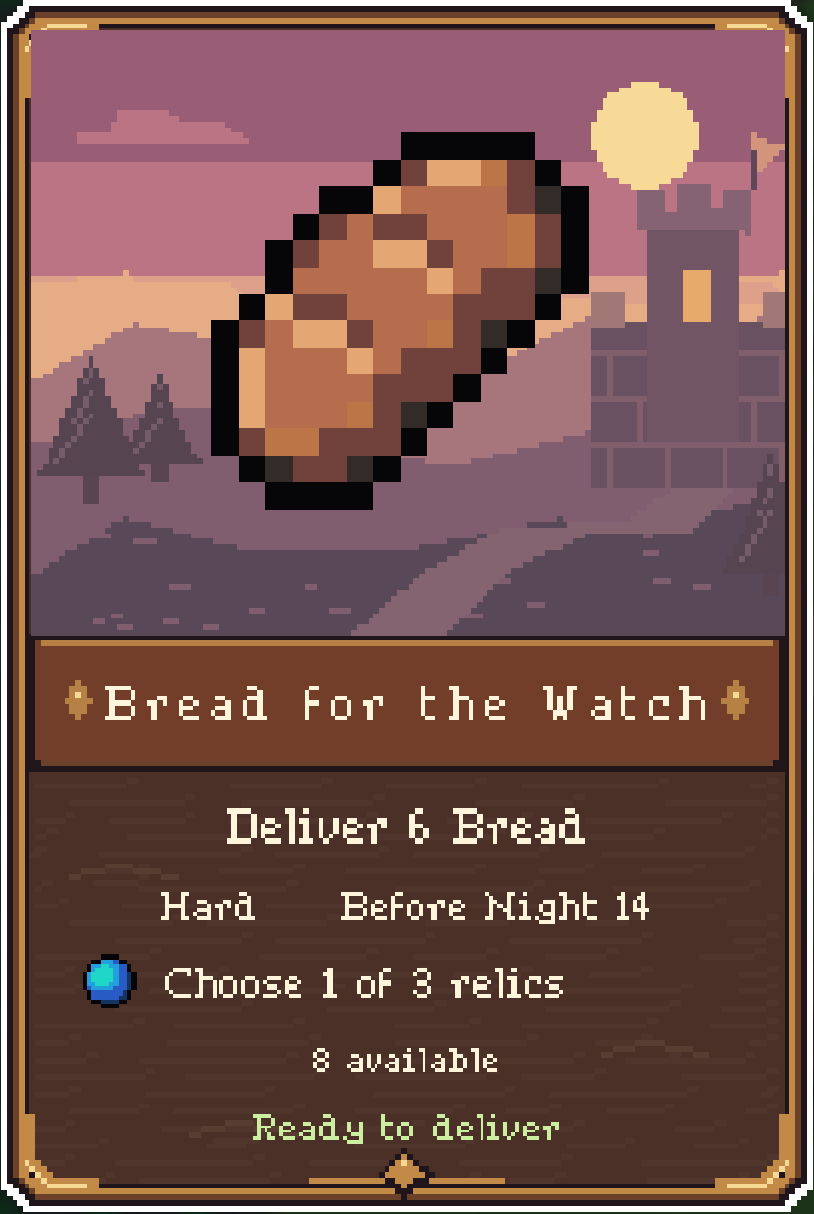 Bread for the Watch
Deliver 6 Bread
Hard Before Night 14
Choose 1 of 3 relics
8 available
Ready to deliver